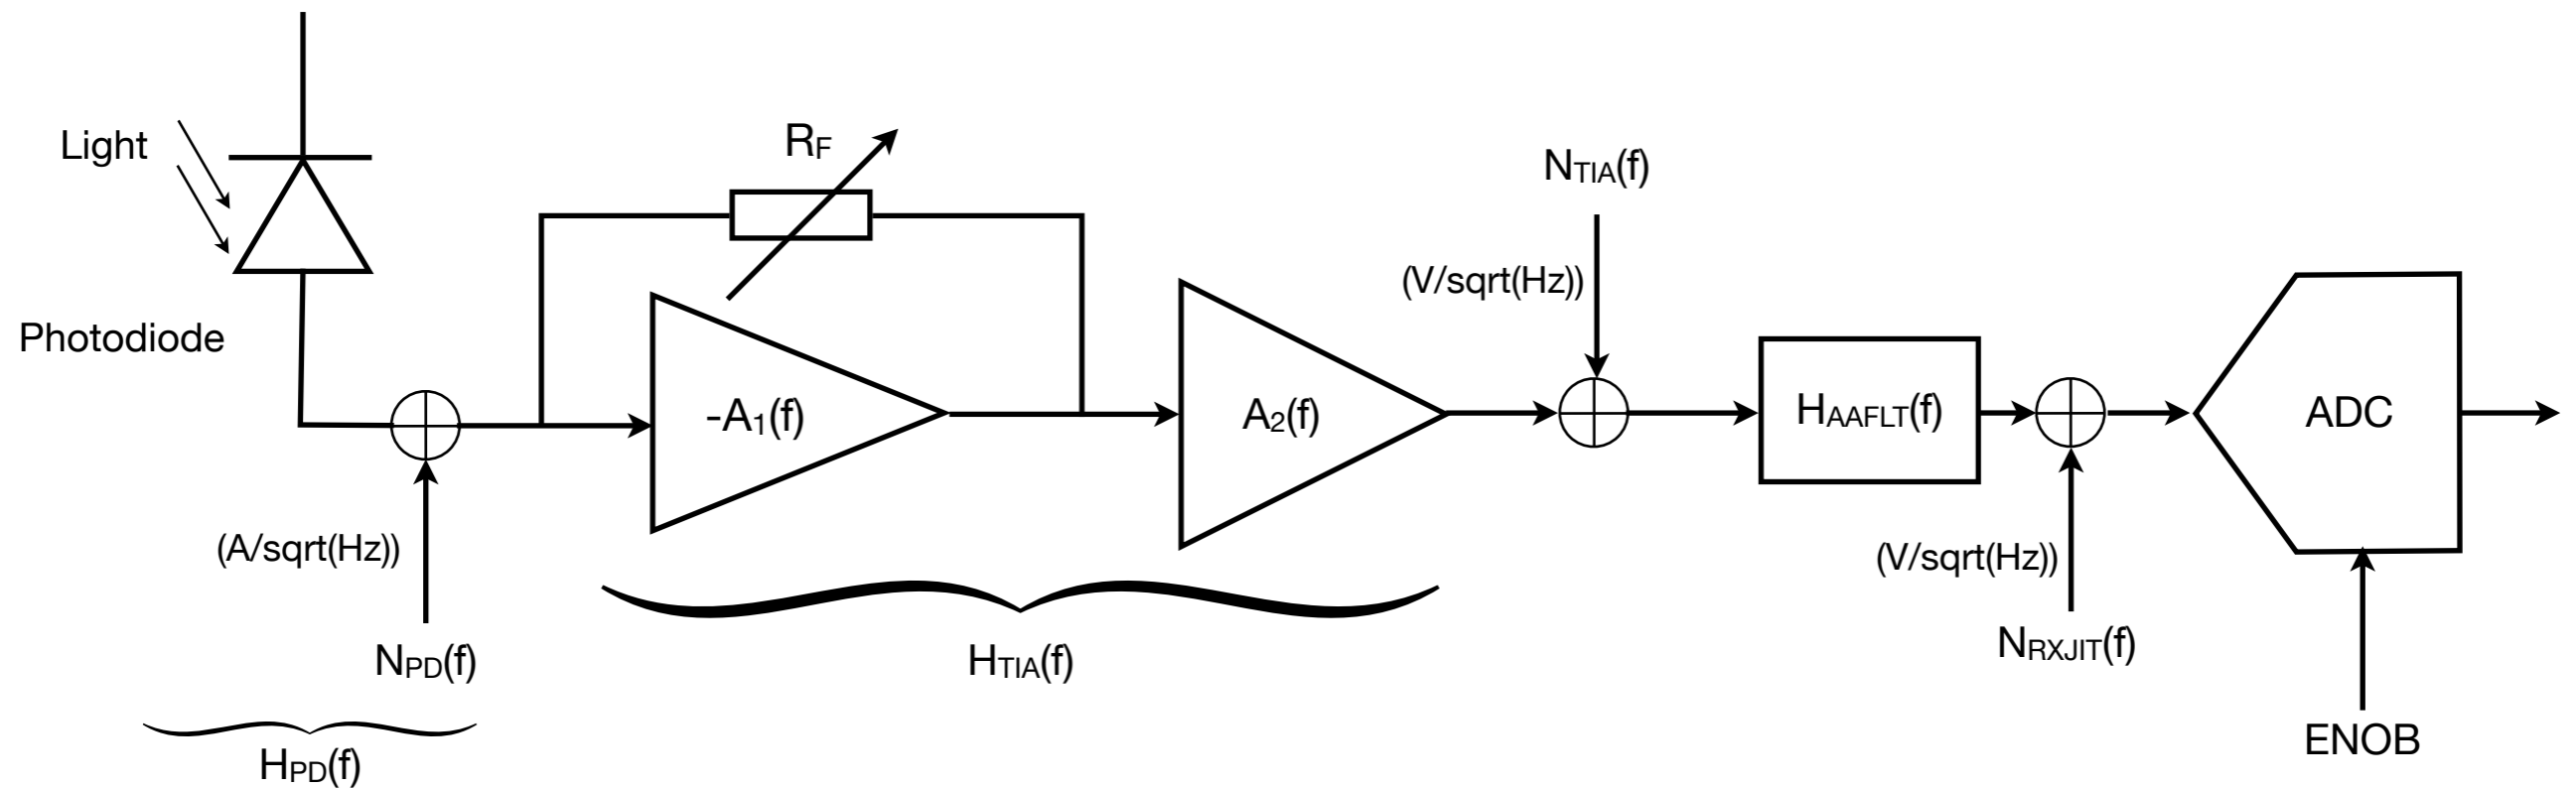 Light
Photodiode
(A/sqrt(Hz))
NPD(f)
HPD(f)
RF
-A1(f)
A2(f)
HTIA(f)
NTIA(f)
(V/sqrt(Hz))
HAAFLT(f)
(V/sqrt(Hz))
NRXJIT(f)
ADC
ENOB